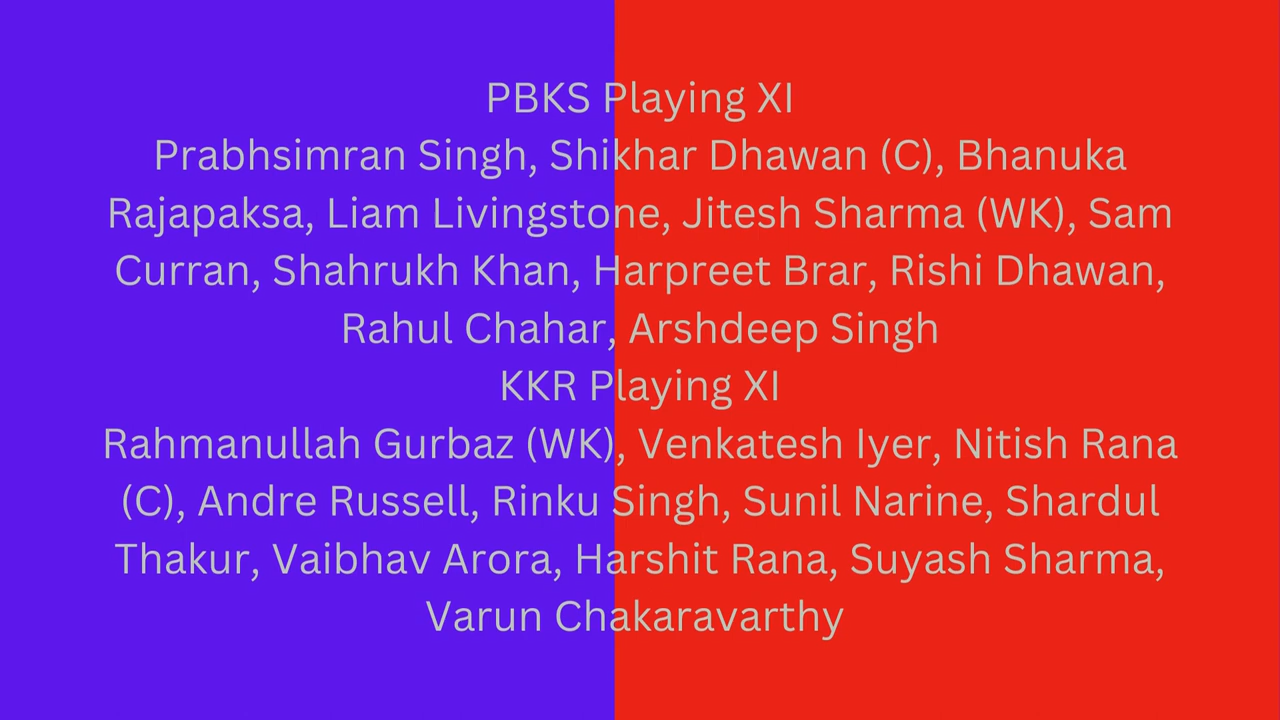 PBKS Playing XI
Prabhsimran Singh, Shikhar Dhawan (C), Bhanuka
Rajapaksa, Liam Livingstone, Jitesh Sharma (WK), Sam
Curran, Shahrukh Khan, Harpreet Brar, Rishi Dhawan,
Rahul Chahar, Arshdeep Singh
KKR Playing XI
Rahmanullah Gurbaz (WK), Venkatesh Iyer, Nitish Rana
(C), Andre Russell, Rinku Singh, Sunil Narine, Shardul
Thakur, Vaibhav Arora, Harshit Rana, Suyash Sharma,
Varun Chakaravarthy